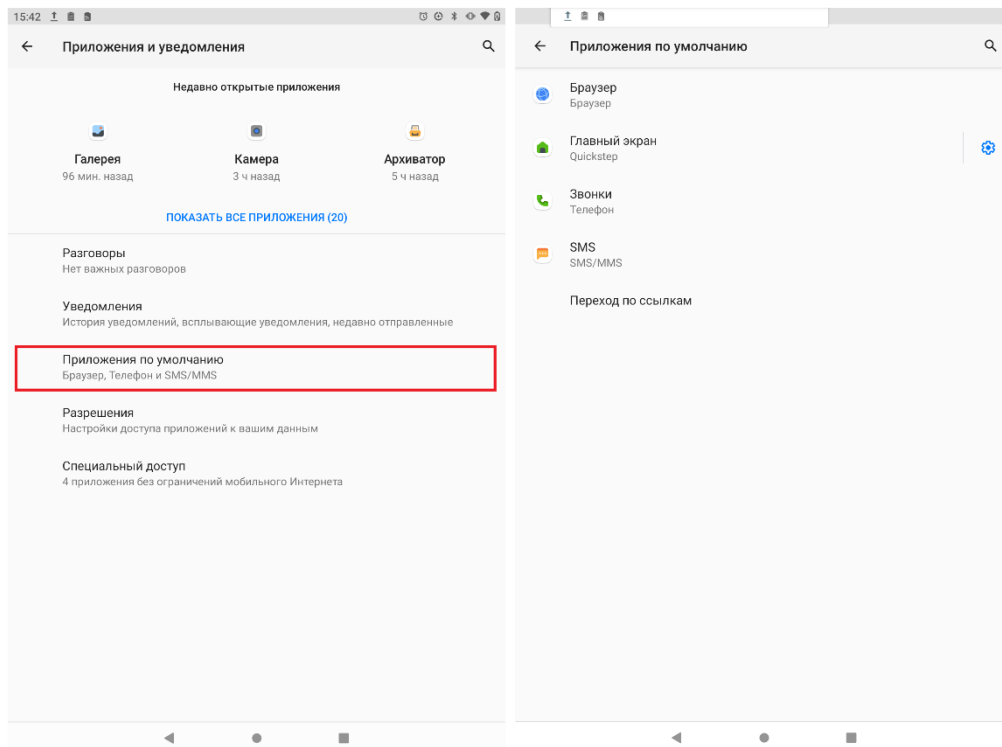 15:42
Приложения и уведомления
Недавно открытые приложения
Галерея
96 мин. назад
Камера
3 ч назад
Архиватор
5 ч назад
ПОКАЗАТЬ ВСЕ ПРИЛОЖЕНИЯ (20)
Разговоры
Нет важных разговоров
Уведомления
История уведомлений, всплывающие уведомления, недавно отправленные
Приложения по умолчанию
Браузер, Телефон и SMS/MMS
Разрешения
Настройки доступа приложений к вашим данным
Специальный доступ
4 приложения без ограничений мобильного Интернета
Приложения по умолчанию
Браузер
Браузер
Главный экран
Quickstep
Звонки
Телефон
SMS
SMS/MMS
Переход по ссылкам